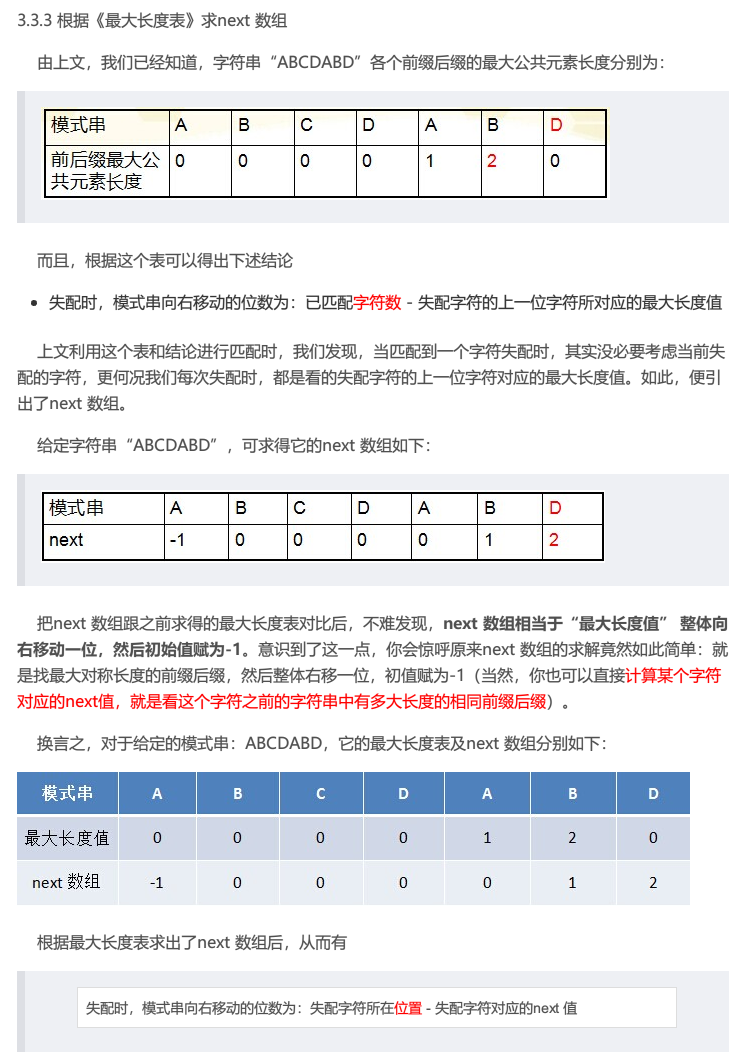 3.3.3 根据《最大长度表》求next 数组
由上文，我们已经知道，字符串“ABCDABD”各个前缀后缀的最大公共元素长度分别为：
模式串 A B C D A B D
前后缀最大公 0 0 0 0 1 2 0
共元素长度
而且，根据这个表可以得出下述结论
• 失配时，模式串向右移动的位数为：已匹配字符数 - 失配字符的上一位字符所对应的最大长度值
上文利用这个表和结论进行匹配时，我们发现，当匹配到一个字符失配时，其实没必要考虑当前失
配的字符，更何况我们每次失配时，都是看的失配字符的上一位字符对应的最大长度值。如此，便引
出了next 数组。
给定字符串“ABCDABD”，可求得它的next 数组如下：
模式串 A B C D A B D
next -1 0 0 0 0 1 2
把next 数组跟之前求得的最大长度表对比后，不难发现，next 数组相当于“最大长度值” 整体向
右移动一位，然后初始值赋为-1。意识到了这一点，你会惊呼原来next 数组的求解竟然如此简单：就
是找最大对称长度的前缀后缀，然后整体右移一位，初值赋为-1（当然，你也可以直接计算某个字符
对应的next值，就是看这个字符之前的字符串中有多大长度的相同前缀后缀）。
换言之，对于给定的模式串：ABCDABD，它的最大长度表及next 数组分别如下：
模式串 A B C D A B D
最大长度值 0 0 0 0 1 2 0
next 数组 -1 0 0 0 0 1 2
根据最大长度表求出了next 数组后，从而有
失配时，模式串向右移动的位数为：失配字符所在位置 - 失配字符对应的next 值